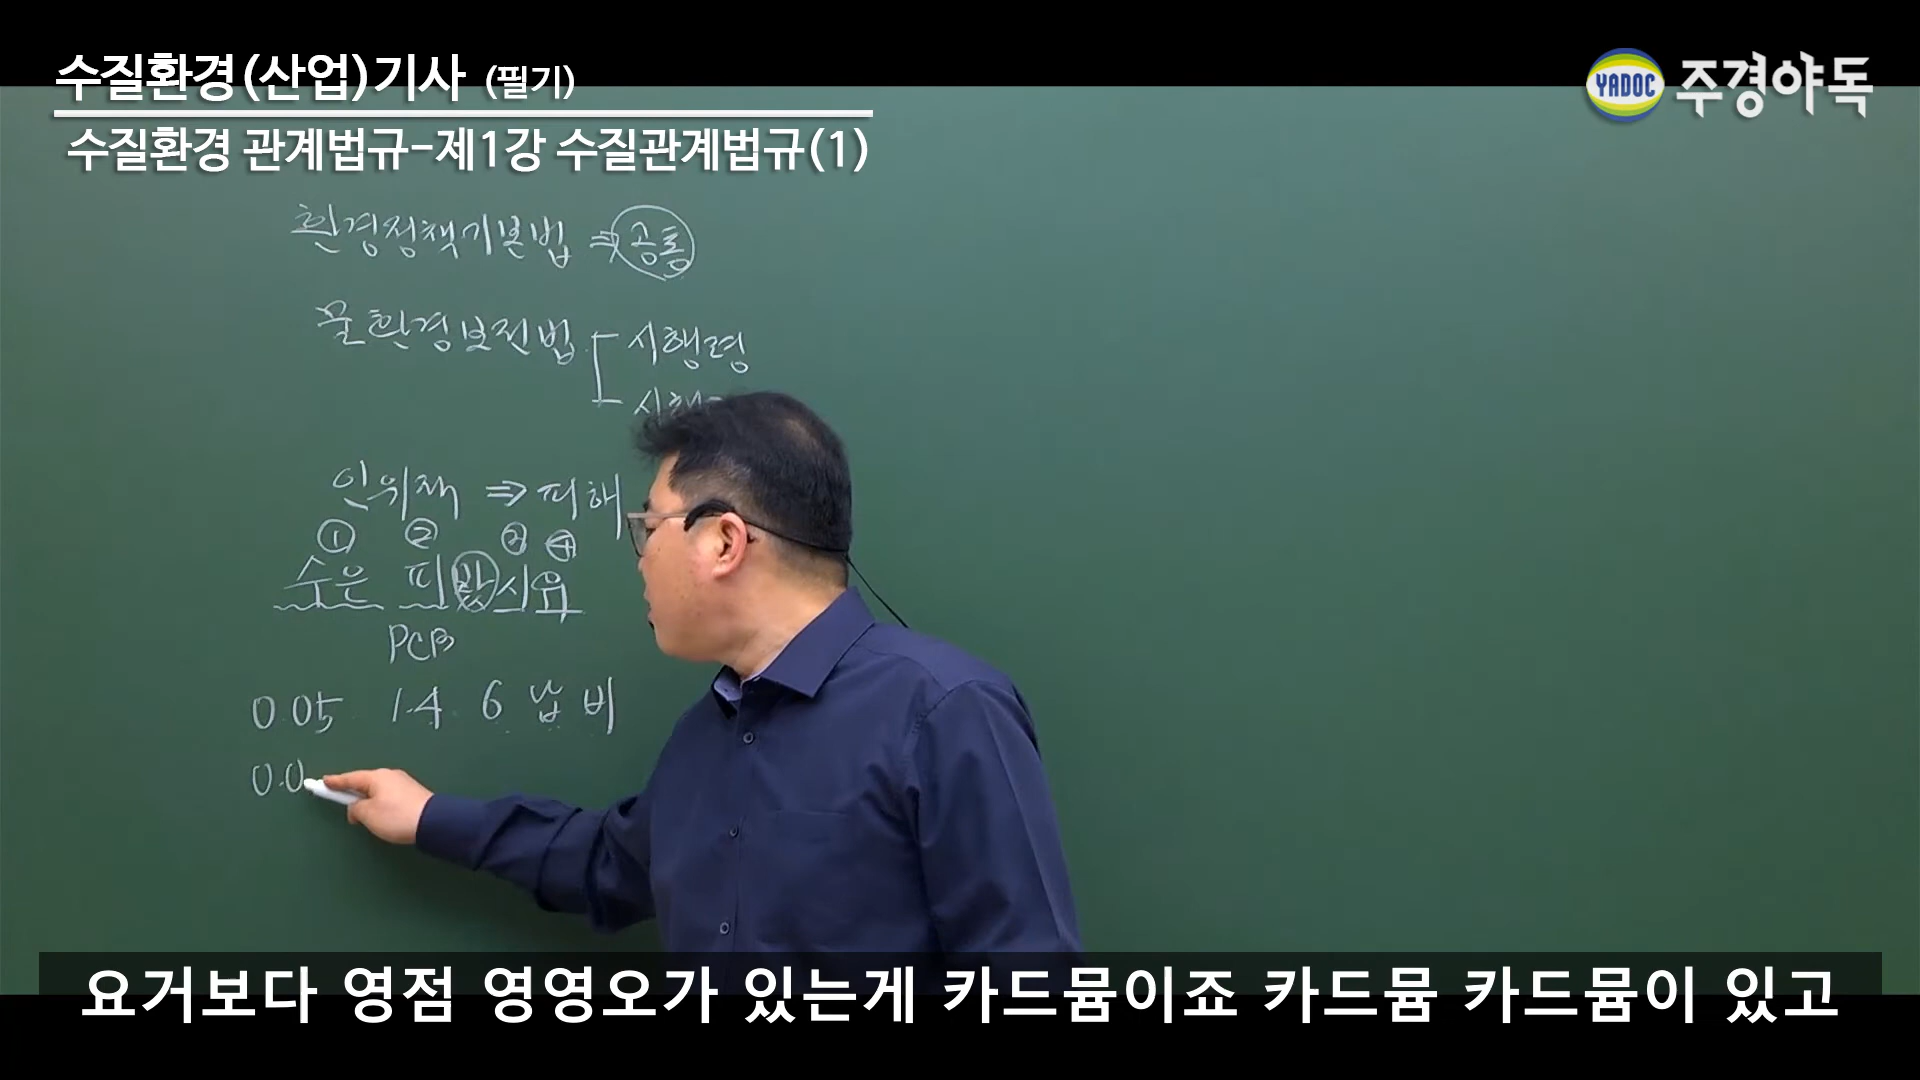 수질환경(산업)기사 (필기)
YADOC 주경야독
수질환경 관계법규-제1강 수질관계법규(1)
환경정책기본법 ⇒ 공통
물환경보전법 시행령
시행
인위적 ⇒ 피해
① ② ③ ④
수은 피 시유
PCB
0.05 1.4 6 납 비
0.0
요거보다 영점 영영오가 있는게 카드뮴이죠 카드뮴 카드뮴이 있고